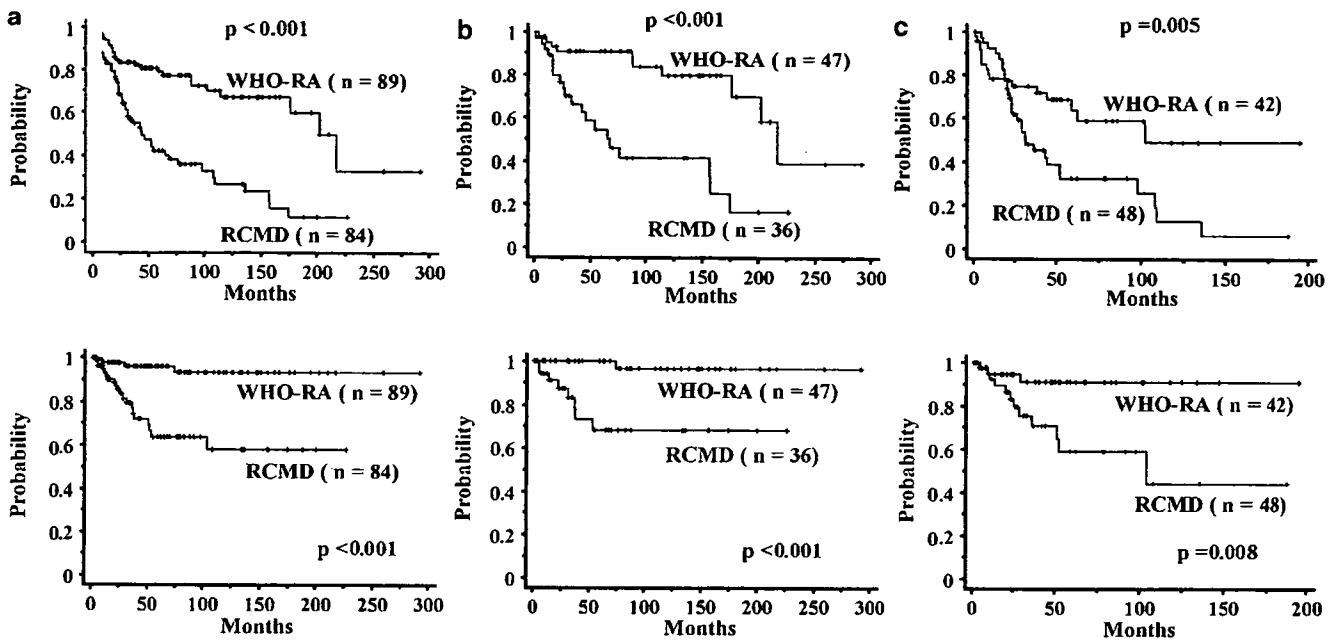 a
p <0.001
1
0.8
0.6
0.4
0.2
0
Probability
WHO-RA (n = 89)
RCMD (n = 84)
0 50 100 150 200 250 300
Months
b
p <0.001
1
0.8
0.6
0.4
0.2
0
Probability
WHO-RA (n = 47)
RCMD (n = 36)
0 50 100 150 200 250 300
Months
c
p =0.005
1
0.8
0.6
0.4
0.2
0
Probability
WHO-RA (n = 42)
RCMD (n = 48)
0 50 100 150 200
Months
1
0.8
0.6
0.4
0.2
0
Probability
WHO-RA (n = 89)
RCMD (n = 84)
p <0.001
0 50 100 150 200 250 300
Months
1
0.8
0.6
0.4
0.2
0
Probability
WHO-RA (n = 47)
RCMD (n = 36)
p <0.001
0 50 100 150 200 250 300
Months
1
0.8
0.6
0.4
0.2
0
Probability
WHO-RA (n = 42)
RCMD (n = 48)
p =0.008
0 50 100 150 200
Months